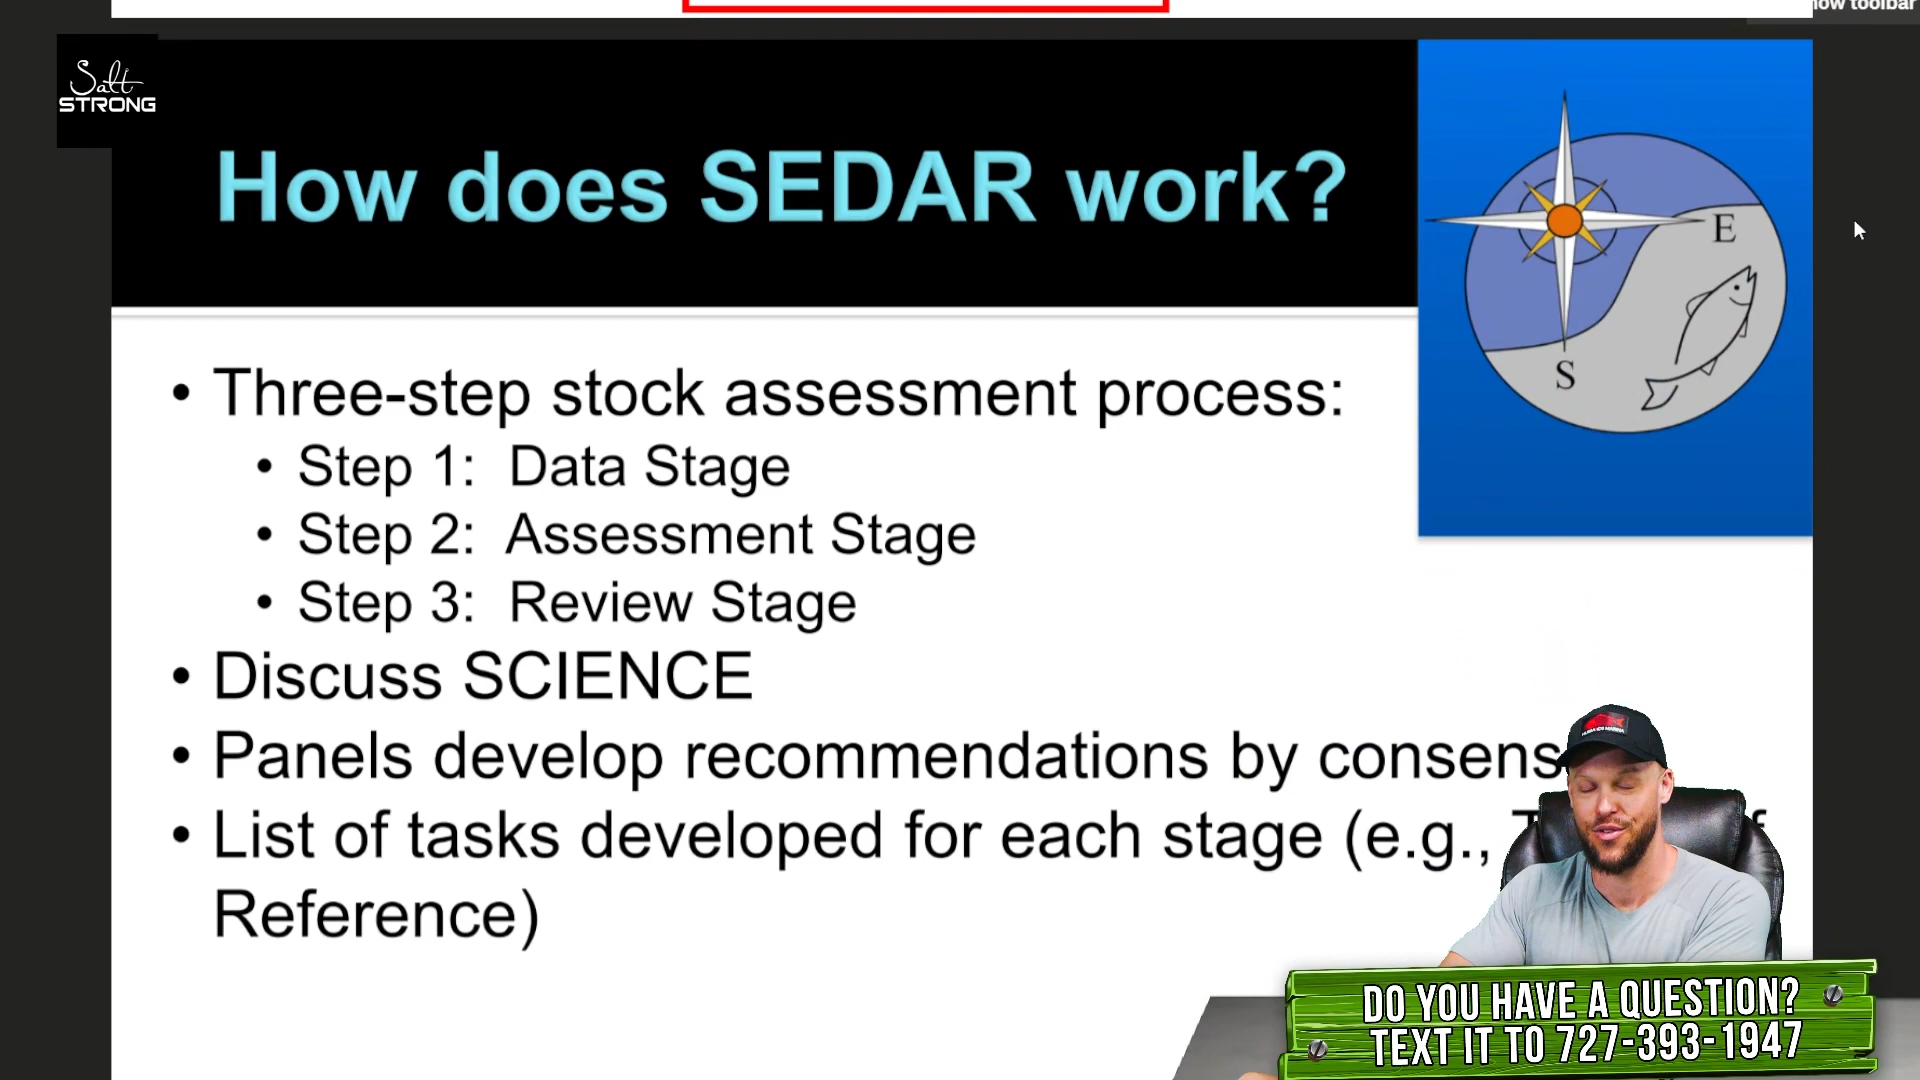 now toolbar
Salt
STRONG
How does SEDAR work?
E
S
• Three-step stock assessment process:
• Step 1: Data Stage
• Step 2: Assessment Stage
• Step 3: Review Stage
• Discuss SCIENCE
• Panels develop recommendations by consens
• List of tasks developed for each stage (e.g.,
Reference)
DO YOU HAVE A QUESTION?
TEXT IT TO 727-393-1947